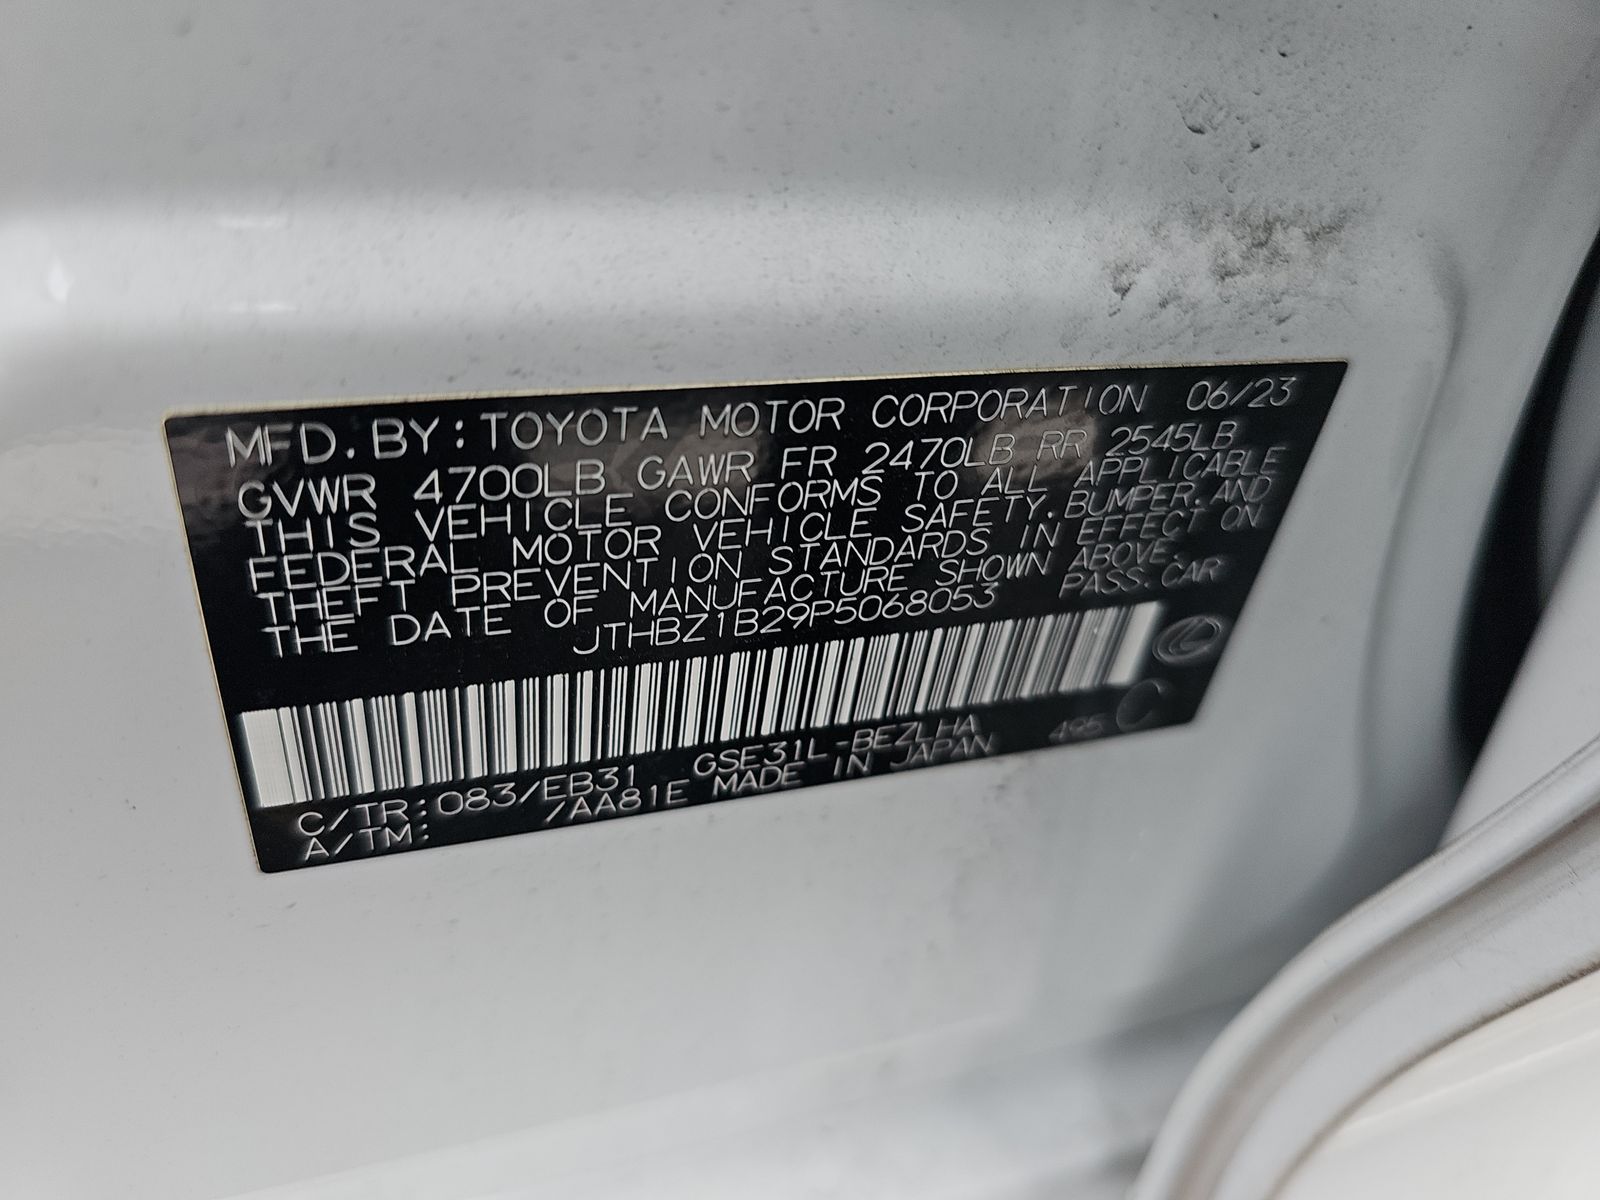 MFD. BY: TOYOTA MOTOR CORPORATION 06/23
GVWR 4700LB GAWR FR 2470LB RR 2545LB
THIS VEHICLE CONFORMS TO ALL APPLICABLE
FEDERAL MOTOR VEHICLE SAFETY, BUMPER, AND
THEFT PREVENTION STANDARDS IN EFFECT ON
THE DATE OF MANUFACTURE SHOWN ABOVE.
JTHBZ1B29P5068053 PASS. CAR
C/TR: 083/EB31 GSE31L-BEZLHA
A/TM: /AA81E MADE IN JAPAN 495 C